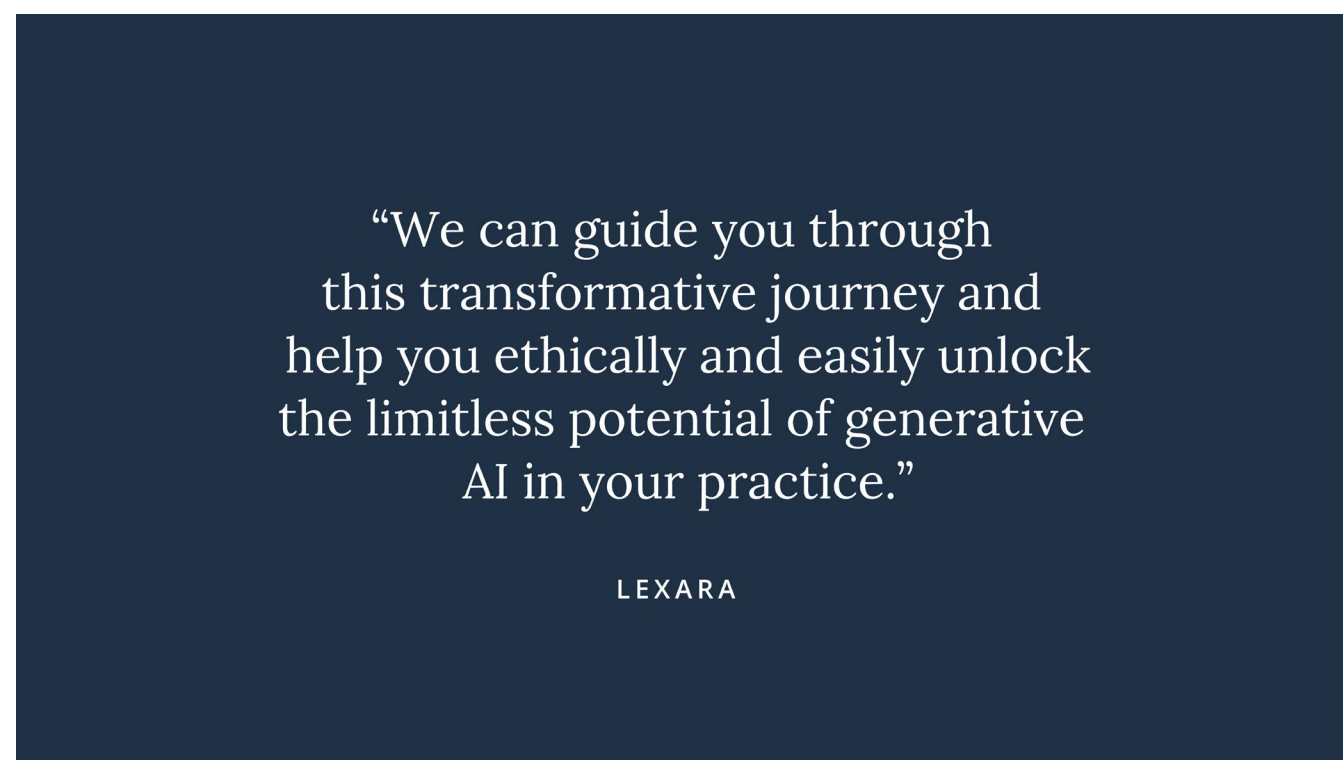 “We can guide you through
this transformative journey and
help you ethically and easily unlock
the limitless potential of generative
AI in your practice.”
LEXARA